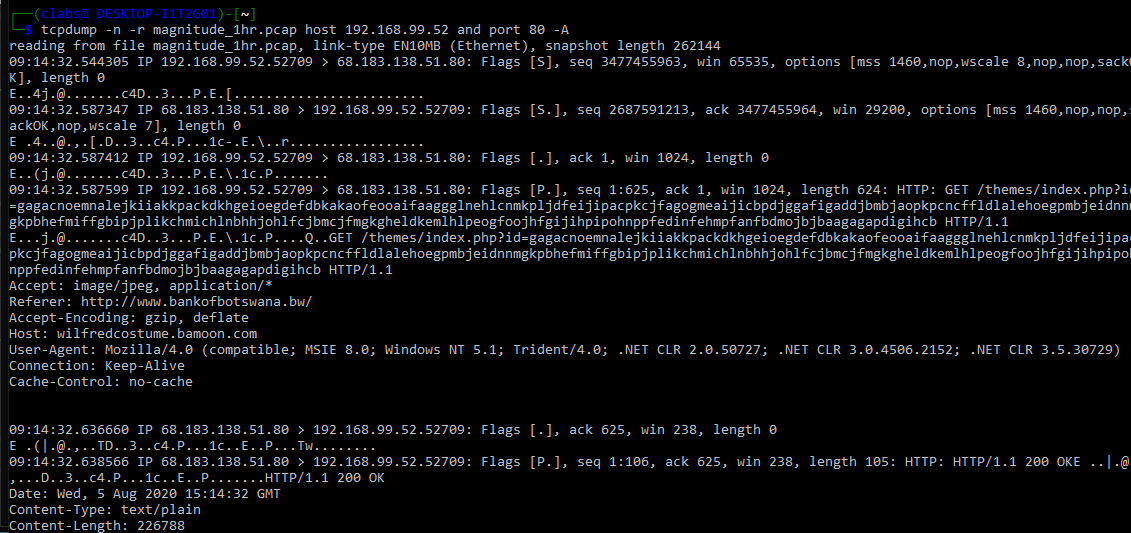 ┌──(clabs㉿ DESKTOP-I1T2G01)-[~]
└─$ tcpdump -n -r magnitude_1hr.pcap host 192.168.99.52 and port 80 -A
reading from file magnitude_1hr.pcap, link-type EN10MB (Ethernet), snapshot length 262144
09:14:32.544305 IP 192.168.99.52.52709 > 68.183.138.51.80: Flags [S], seq 3477455963, win 65535, options [mss 1460,nop,wscale 8,nop,nop,sackO
K], length 0
E..4j.@.......c4D..3...P.E.[........................
09:14:32.587347 IP 68.183.138.51.80 > 192.168.99.52.52709: Flags [S.], seq 2687591213, ack 3477455964, win 29200, options [mss 1460,nop,nop,s
ackOK,nop,wscale 7], length 0
E .4..@.,.[.D..3..c4.P...1c-.E.\..r.................
09:14:32.587412 IP 192.168.99.52.52709 > 68.183.138.51.80: Flags [.], ack 1, win 1024, length 0
E..(j.@.......c4D..3...P.E.\.1c.P.......
09:14:32.587599 IP 192.168.99.52.52709 > 68.183.138.51.80: Flags [P.], seq 1:625, ack 1, win 1024, length 624: HTTP: GET /themes/index.php?id
=gagacnoemnalejkiiakkpackdkhgeioegdefdbkakaofeooaifaaggglnehlcnmkpljdfeijipacpkcjfagogmeaijicbpdjggafigaddjbmbjaopkpcncffldlalehoegpmbjeidnnm
gkpbhefmiffgbipjplikchmichlnbhhjohlfcjbmcjfmgkgheldkemlhlpeogfoojhfgijihpipohnppfedinfehmpfanfbdmojbjbaagagapdigihcb HTTP/1.1
E...j.@.......c4D..3...P.E.\.1c.P....Q..GET /themes/index.php?id=gagacnoemnalejkiiakkpackdkhgeioegdefdbkakaofeooaifaaggglnehlcnmkpljdfeijipac
pkcjfagogmeaijicbpdjggafigaddjbmbjaopkpcncffldlalehoegpmbjeidnnmgkpbhefmiffgbipjplikchmichlnbhhjohlfcjbmcjfmgkgheldkemlhlpeogfoojhfgijihpipoh
nppfedinfehmpfanfbdmojbjbaagagapdigihcb HTTP/1.1
Accept: image/jpeg, application/*
Referer: http://www.bankofbotswana.bw/
Accept-Encoding: gzip, deflate
Host: wilfredcostume.bamoon.com
User-Agent: Mozilla/4.0 (compatible; MSIE 8.0; Windows NT 5.1; Trident/4.0; .NET CLR 2.0.50727; .NET CLR 3.0.4506.2152; .NET CLR 3.5.30729)
Connection: Keep-Alive
Cache-Control: no-cache
09:14:32.636660 IP 68.183.138.51.80 > 192.168.99.52.52709: Flags [.], ack 625, win 238, length 0
E .(|.@.,..TD..3..c4.P...1c..E..P...Tw........
09:14:32.638566 IP 68.183.138.51.80 > 192.168.99.52.52709: Flags [P.], seq 1:106, ack 625, win 238, length 105: HTTP: HTTP/1.1 200 OKE ..|.@
,...D..3..c4.P...1c..E..P.......HTTP/1.1 200 OK
Date: Wed, 5 Aug 2020 15:14:32 GMT
Content-Type: text/plain
Content-Length: 226788